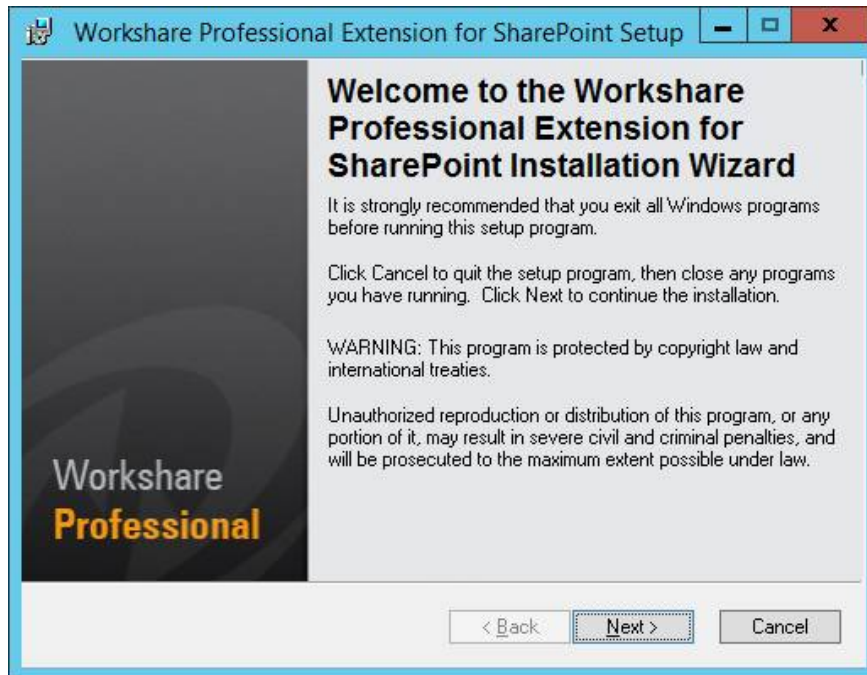 Workshare Professional Extension for SharePoint Setup
Welcome to the Workshare
Professional Extension for
SharePoint Installation Wizard
It is strongly recommended that you exit all Windows programs
before running this setup program.
Click Cancel to quit the setup program, then close any programs
you have running. Click Next to continue the installation.
WARNING: This program is protected by copyright law and
international treaties.
Unauthorized reproduction or distribution of this program, or any
portion of it, may result in severe civil and criminal penalties, and
will be prosecuted to the maximum extent possible under law.
Workshare
Professional
< Back
Next >
Cancel